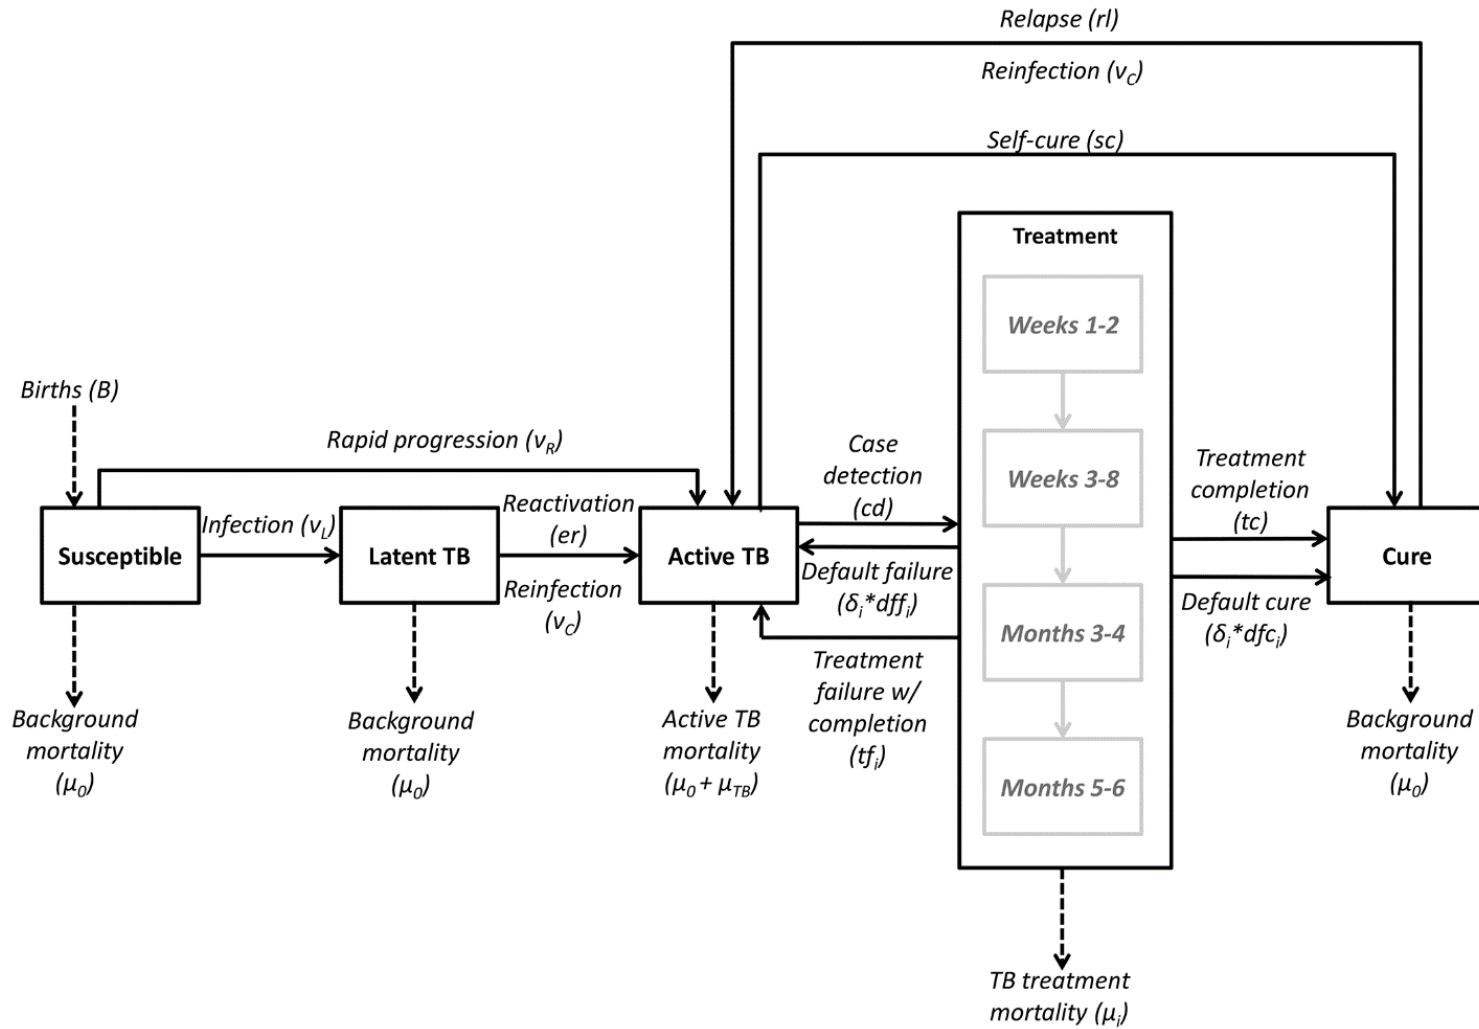 Relapse (rl)
Reinfection (v_C)
Self-cure (sc)
Treatment
Weeks 1-2
Weeks 3-8
Months 3-4
Months 5-6
Births (B)
Rapid progression (v_R)
Susceptible
Infection (v_L)
Latent TB
Reactivation
(er)
Reinfection
(v_C)
Active TB
Case
detection
(cd)
Default failure
(δ_i*dff_i)
Treatment
failure w/
completion
(tf_i)
Treatment
completion
(tc)
Default cure
(δ_i*dfc_i)
Cure
Background
mortality
(μ_0)
Background
mortality
(μ_0)
Active TB
mortality
(μ_0 + μ_TB)
TB treatment
mortality (μ_i)
Background
mortality
(μ_0)